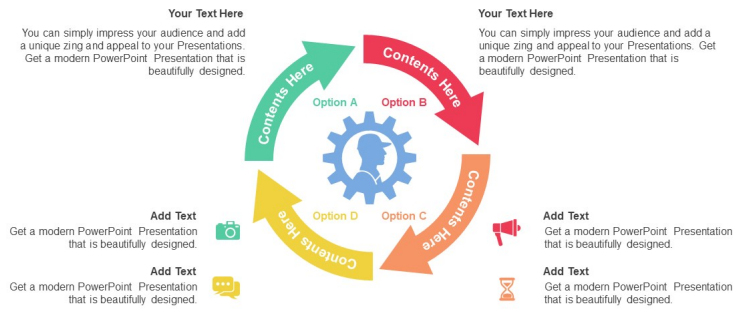 Your Text Here
You can simply impress your audience and add
a unique zing and appeal to your Presentations.
Get a modern PowerPoint Presentation that is
beautifully designed.
Your Text Here
You can simply impress your audience and add a
unique zing and appeal to your Presentations. Get
a modern PowerPoint Presentation that is
beautifully designed.
Contents Here
Contents Here
Option A
Option B
Option D
Option C
Contents Here
Contents Here
Add Text
Get a modern PowerPoint Presentation
that is beautifully designed.
Add Text
Get a modern PowerPoint Presentation
that is beautifully designed.
Add Text
Get a modern PowerPoint Presentation
that is beautifully designed.
Add Text
Get a modern PowerPoint Presentation
that is beautifully designed.